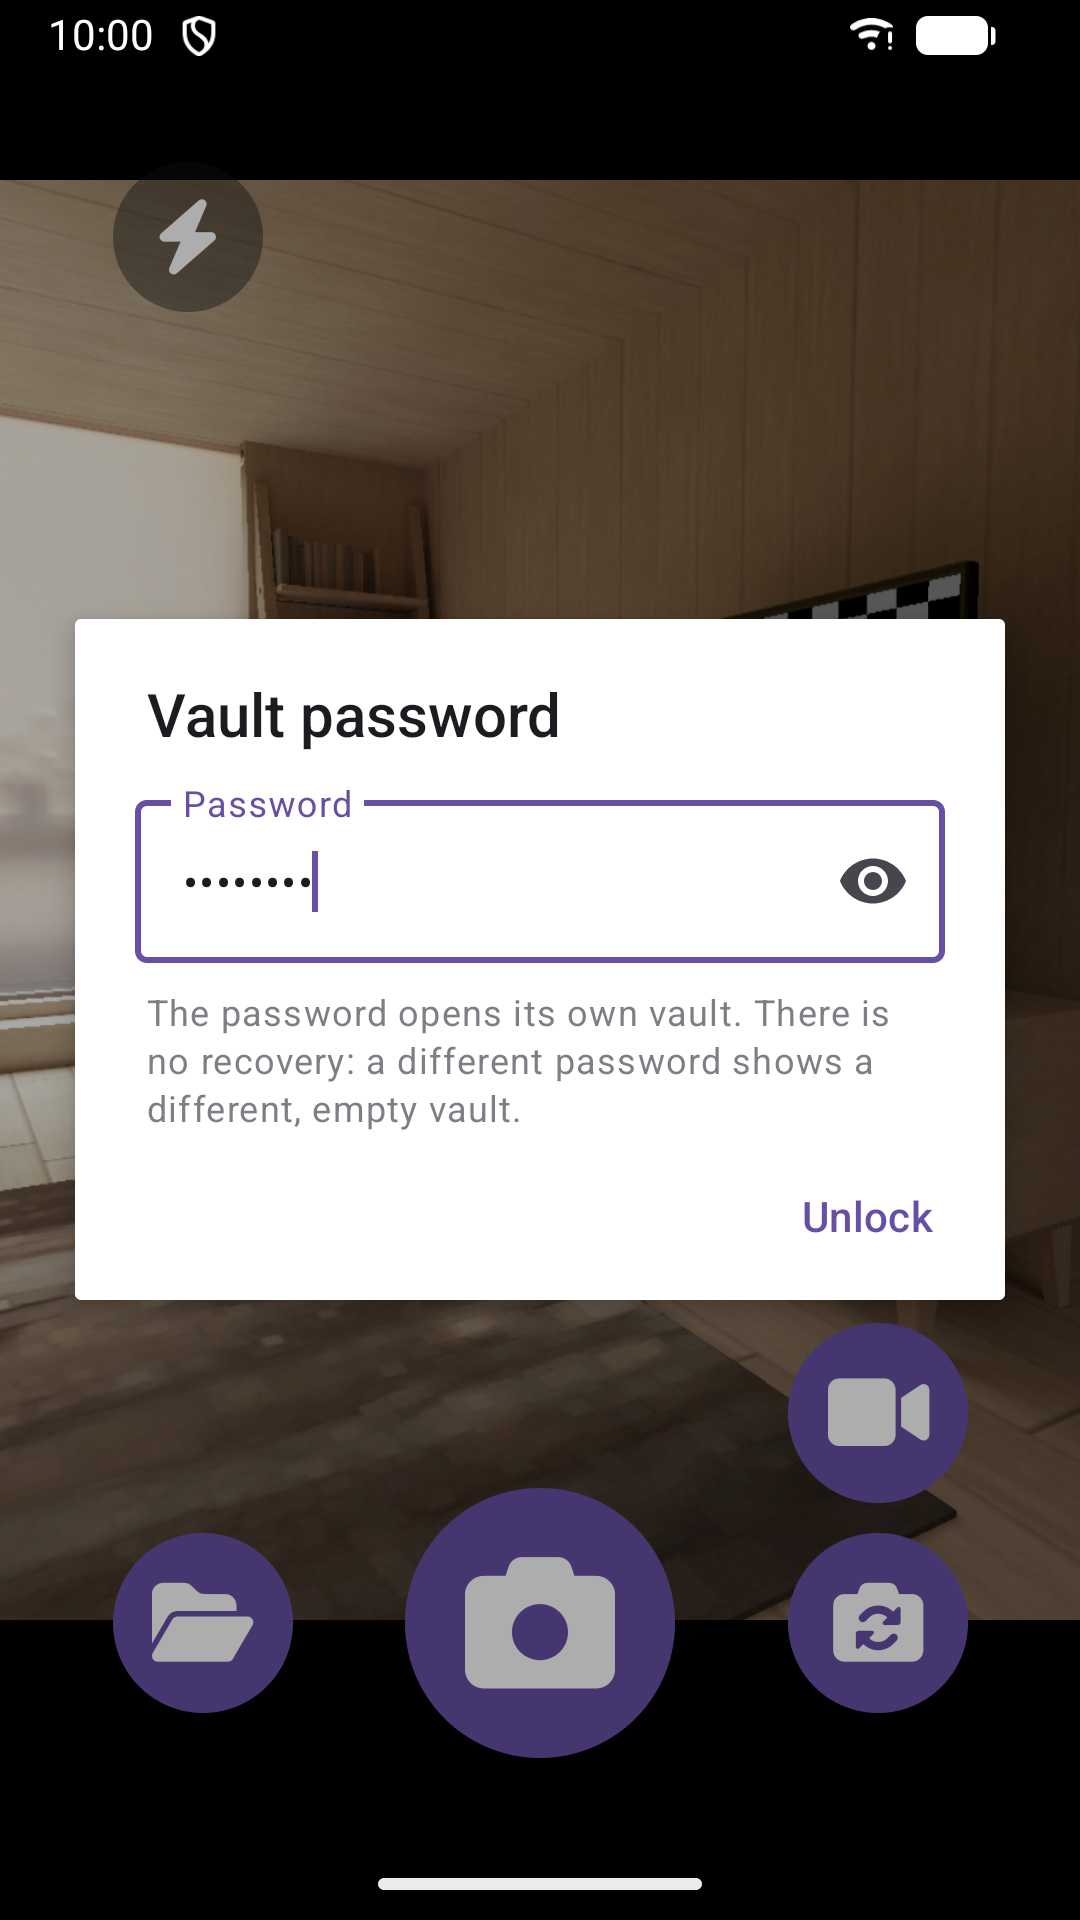 10:00
Vault password
Password
••••••••
The password opens its own vault. There is
no recovery: a different password shows a
different, empty vault.
Unlock